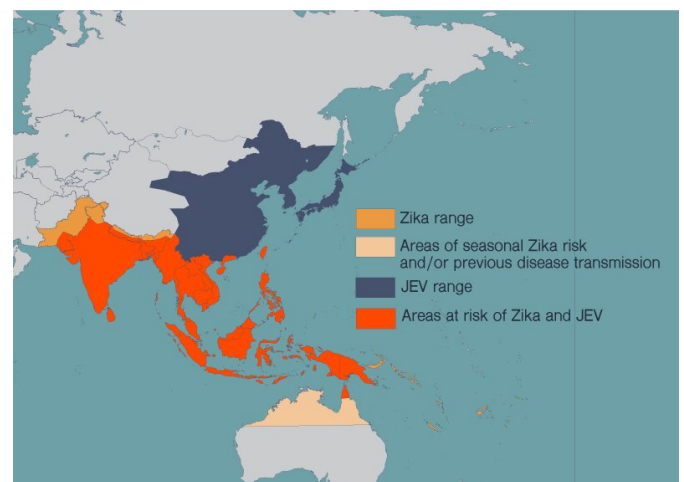 Zika range
Areas of seasonal Zika risk
and/or previous disease transmission
JEV range
Areas at risk of Zika and JEV